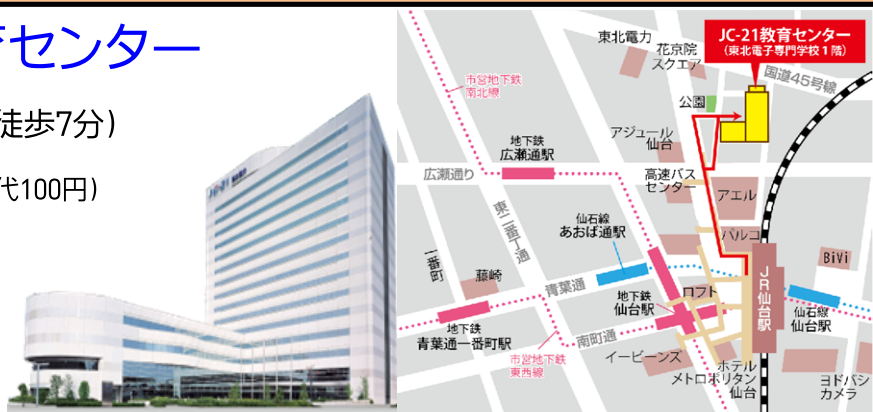 育センター
徒歩7分)
代100円)
JC-21
東北電力
花京院
スクエア
JC-21教育センター
(東北電子専門学校1階)
国道45号線
市営地下鉄
南北線
公園
アジュール
仙台
地下鉄
広瀬通駅
広瀬通り
高速バス
センター
アエル
東二番丁通
仙石線
あおば通駅
パルコ
一番町
藤崎
青葉通
ロフト
JR仙台駅
BiVi
地下鉄
仙台駅
仙石線
仙台駅
地下鉄
青葉通一番町駅
南町通
市営地下鉄
東西線
イービーンズ
ホテル
メトロポリタン
仙台
ヨドバシ
カメラ